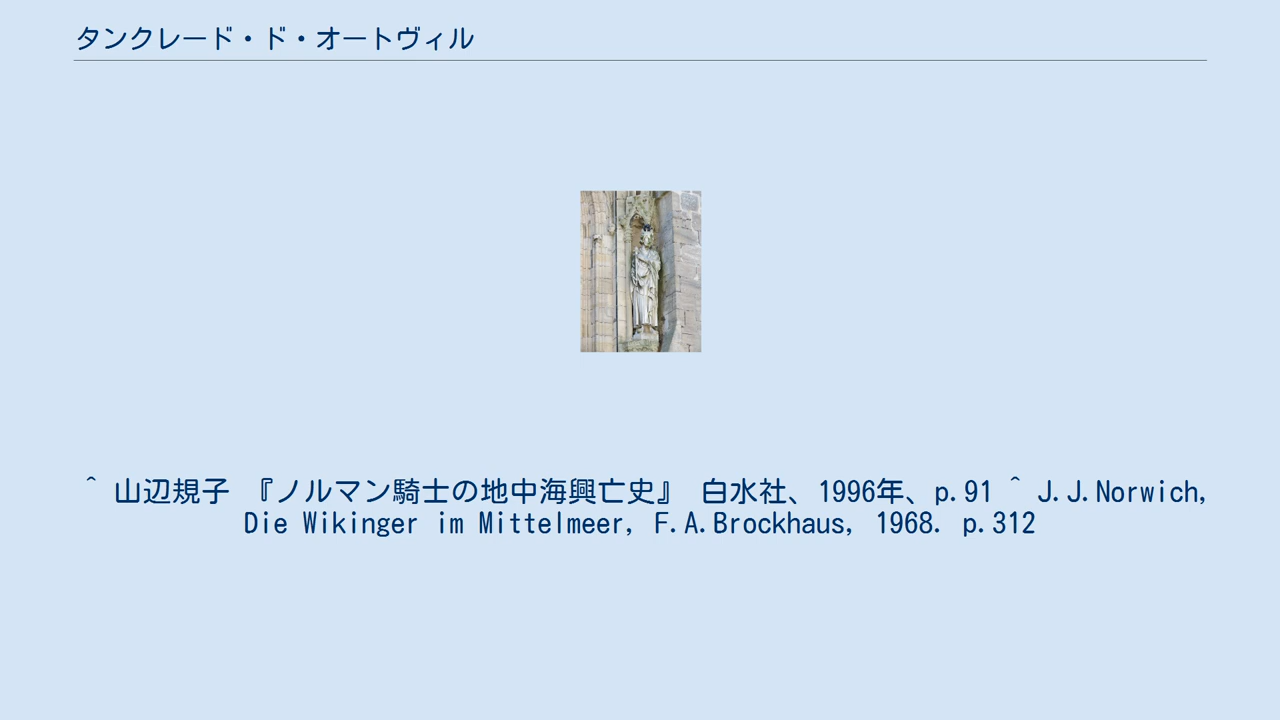 タンクレード・ド・オートヴィル
^ 山辺規子 『ノルマン騎士の地中海興亡史』 白水社、1996年、p.91 ^ J.J.Norwich,
Die Wikinger im Mittelmeer, F.A.Brockhaus, 1968. p.312